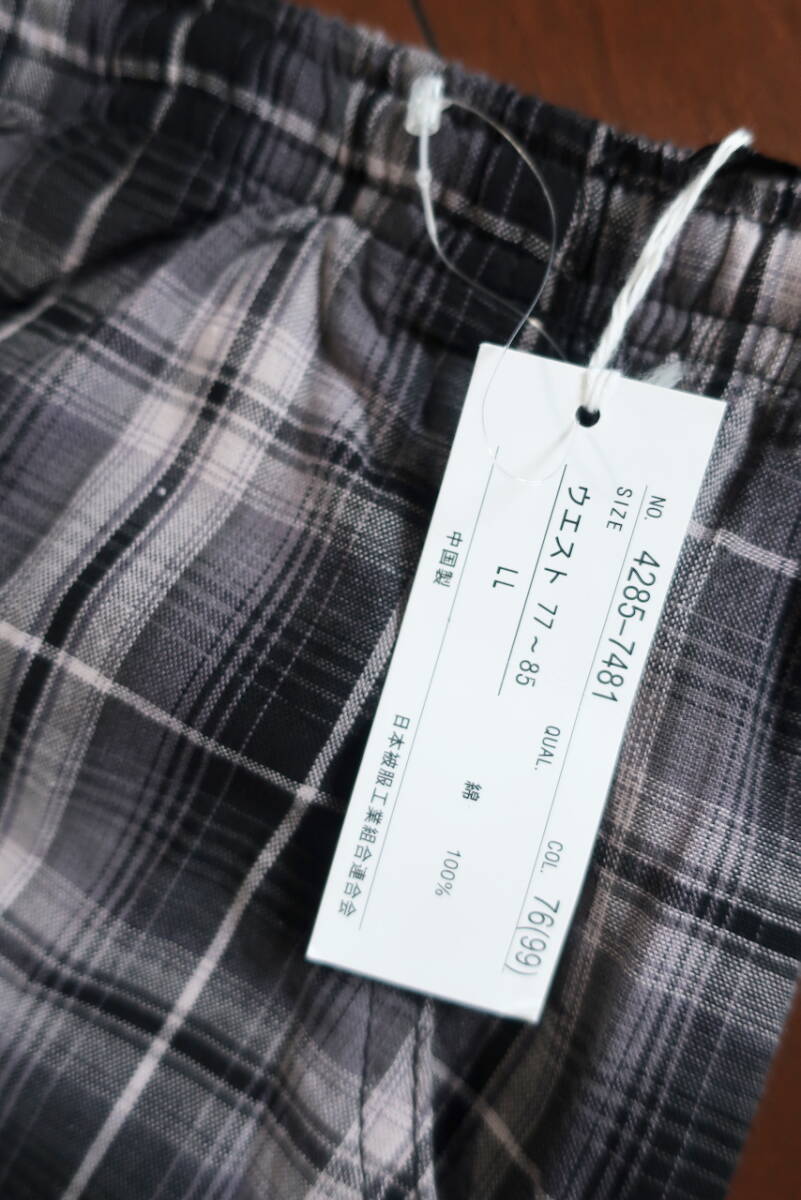 NO. 4285-7481 COL. 76(99)
SIZE QUAL.
ウエスト 77~85
LL 綿 100%
中国製
日本被服工業組合連合会